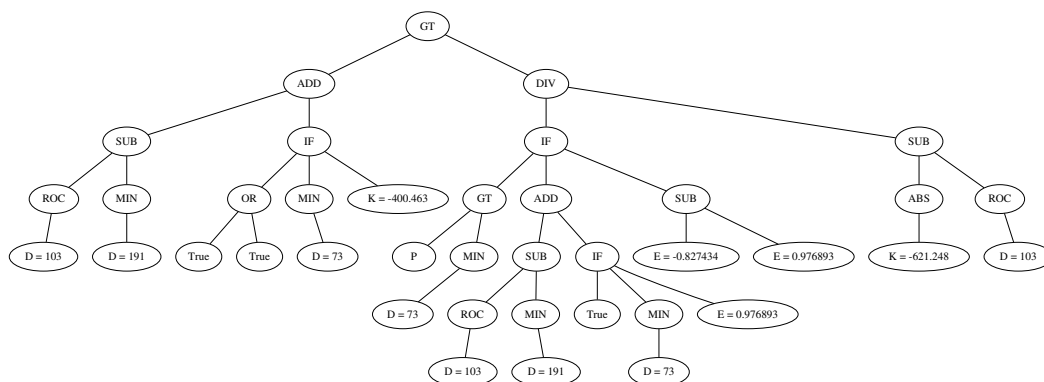 GT
ADD DIV
SUB IF IF SUB
ROC MIN OR MIN K = -400.463 GT ADD SUB ABS ROC
D = 103 D = 191 True True D = 73 P MIN SUB IF E = -0.827434 E = 0.976893 K = -621.248 D = 103
D = 73 ROC MIN True MIN E = 0.976893
D = 103 D = 191 D = 73